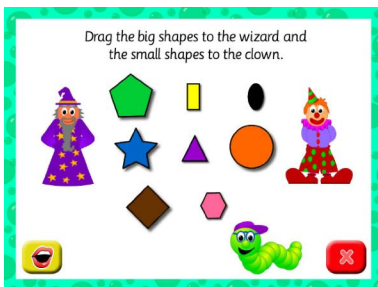 Drag the big shapes to the wizard and
the small shapes to the clown.